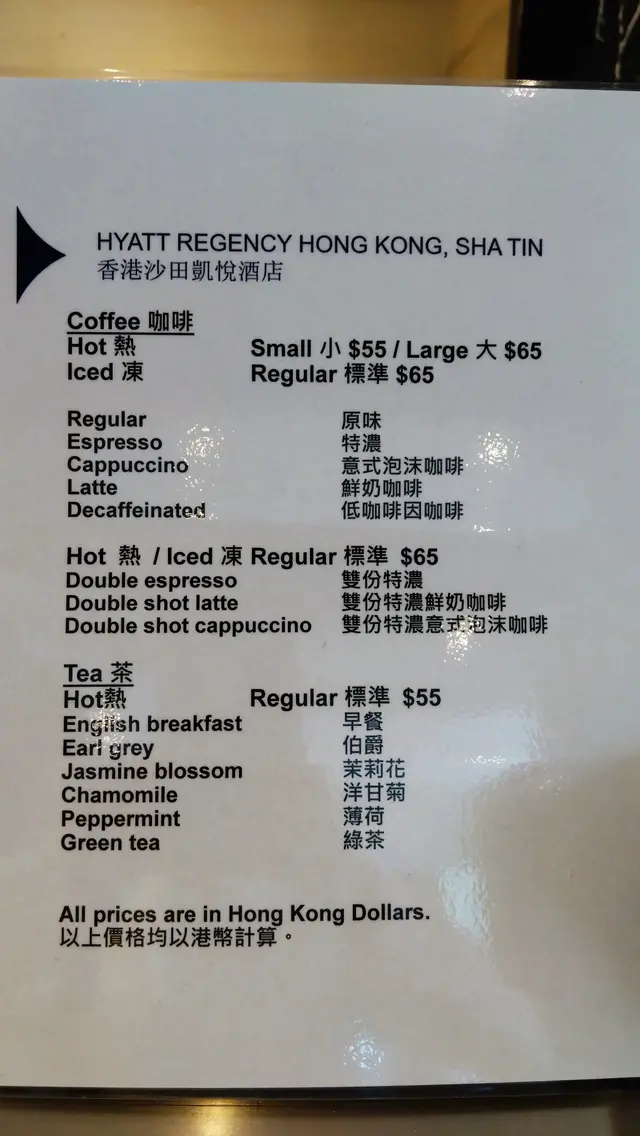 HYATT REGENCY HONG KONG, SHA TIN
香港沙田凱悅酒店
Coffee 咖啡
Hot 熱 Small 小 $55 / Large 大 $65
Iced 凍 Regular 標準 $65
Regular 原味
Espresso 特濃
Cappuccino 意式泡沫咖啡
Latte 鮮奶咖啡
Decaffeinated 低咖啡因咖啡
Hot 熱 / Iced 凍 Regular 標準 $65
Double espresso 雙份特濃
Double shot latte 雙份特濃鮮奶咖啡
Double shot cappuccino 雙份特濃意式泡沫咖啡
Tea 茶
Hot熱 Regular 標準 $55
English breakfast 早餐
Earl grey 伯爵
Jasmine blossom 茉莉花
Chamomile 洋甘菊
Peppermint 薄荷
Green tea 綠茶
All prices are in Hong Kong Dollars.
以上價格均以港幣計算。